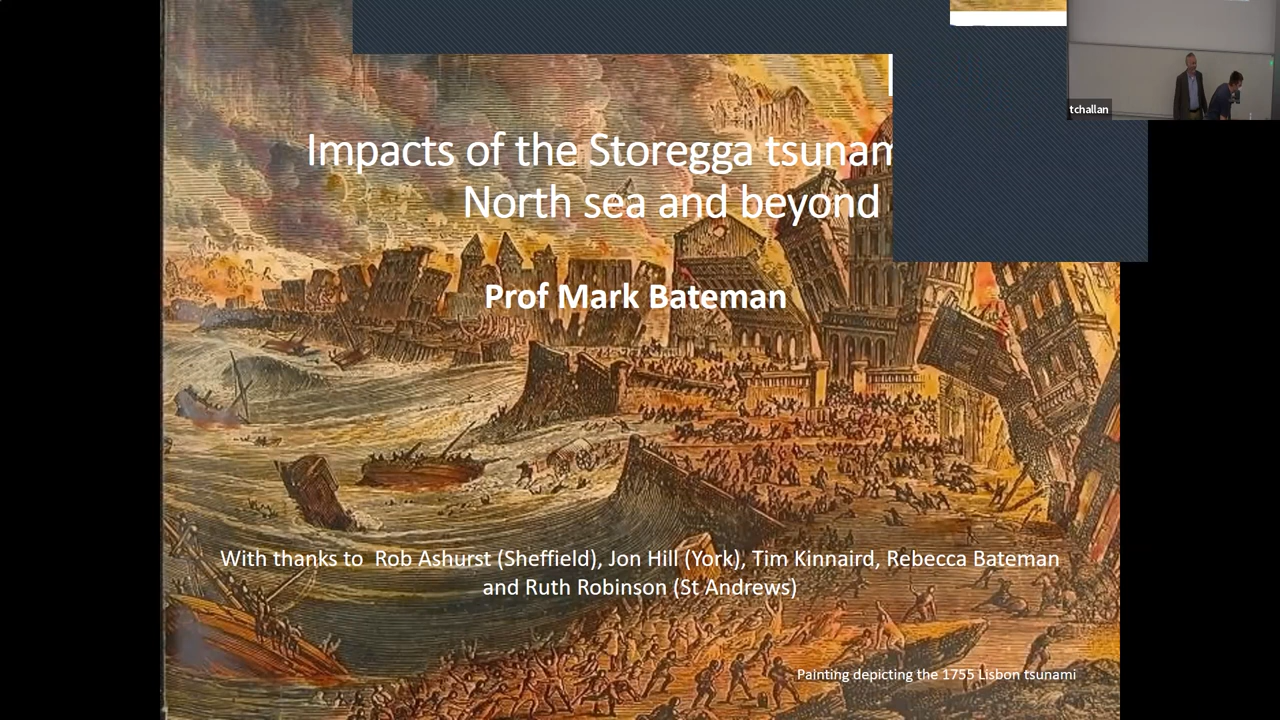 Impacts of the Storegga tsunam
North sea and beyond
Prof Mark Bateman
With thanks to Rob Ashurst (Sheffield), Jon Hill (York), Tim Kinnaird, Rebecca Bateman
and Ruth Robinson (St Andrews)
Painting depicting the 1755 Lisbon tsunami
tchallan